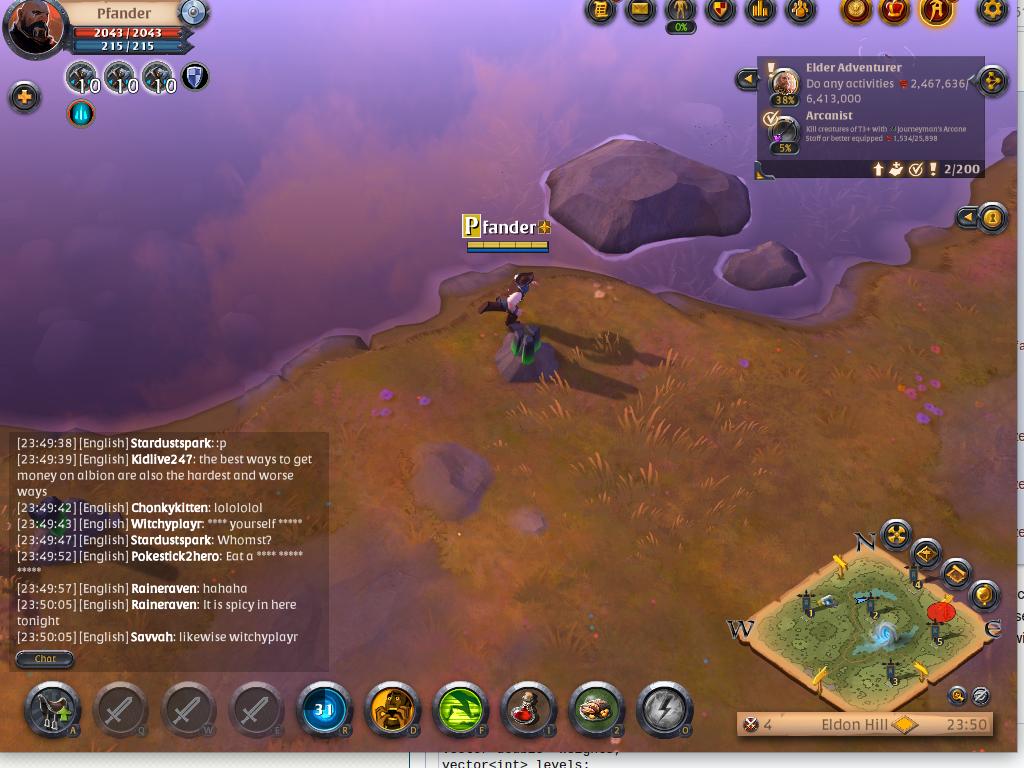 Pfander
2043 / 2043
215 / 215
10
10
10
0%
Elder Adventurer
Do any activities 2,467,636/
6,413,000
38%
Arcanist
Kill creatures of T3+ with Journeyman's Arcane
Staff or better equipped 1,534/25,898
5%
2/200
Pfander
[23:49:38] [English] Stardustspark: :p
[23:49:39] [English] Kidlive247: the best ways to get
money on albion are also the hardest and worse
ways
[23:49:42] [English] Chonkykitten: lolololol
[23:49:43] [English] Witchyplayr: **** yourself *****
[23:49:47] [English] Stardustspark: Whomst?
[23:49:52] [English] Pokestick2hero: Eat a **** *****
*****
[23:49:57] [English] Raineraven: hahaha
[23:50:05] [English] Raineraven: It is spicy in here
tonight
[23:50:05] [English] Savvah: likewise witchyplayr
Chat
N
W
E
1
2
3
4
5
A
Q
W
E
31
R
D
F
1
2
O
4
Eldon Hill
23:50
vector<int> levels;